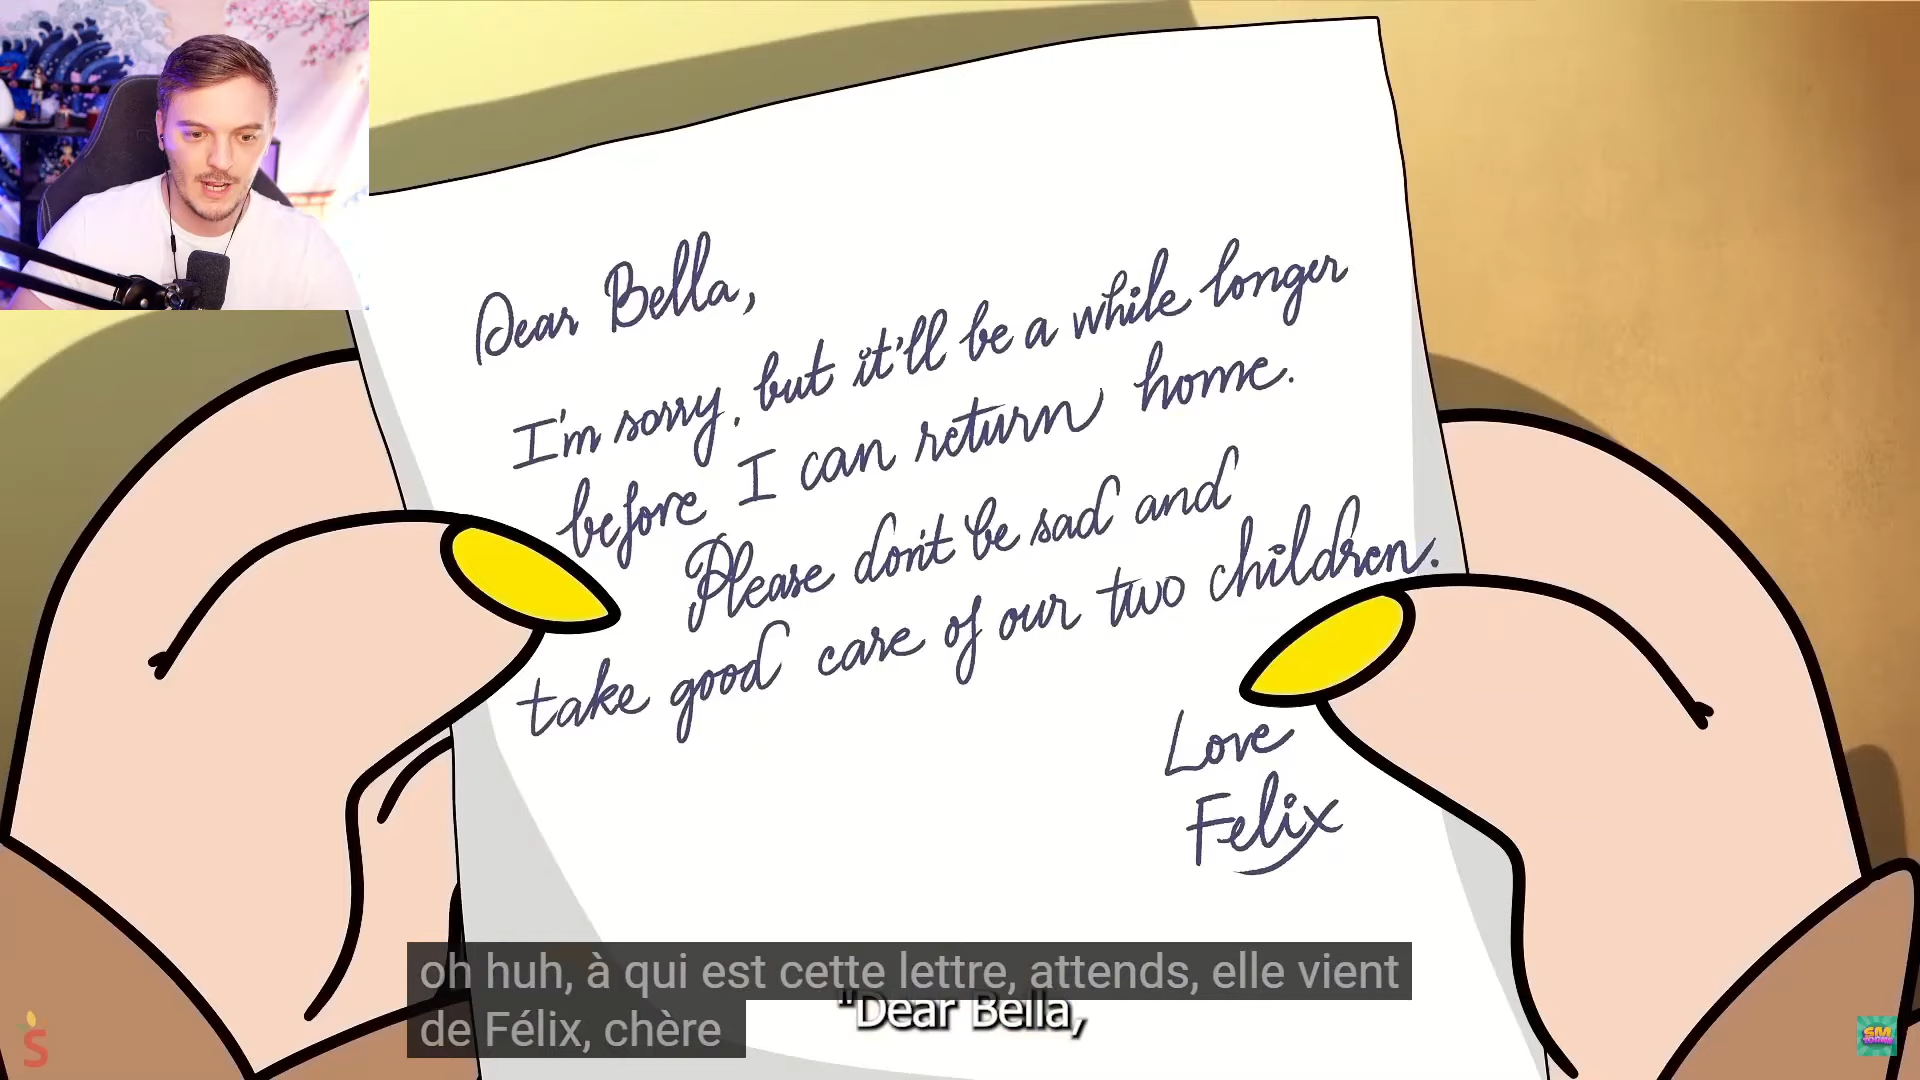 Dear Bella,
I'm sorry, but it'll be a while longer
before I can return home.
Please don't be sad and
take good care of our two children.
Love
Felix
oh huh, à qui est cette lettre, attends, elle vient
de Félix, chère
"Dear Bella,
S
SM